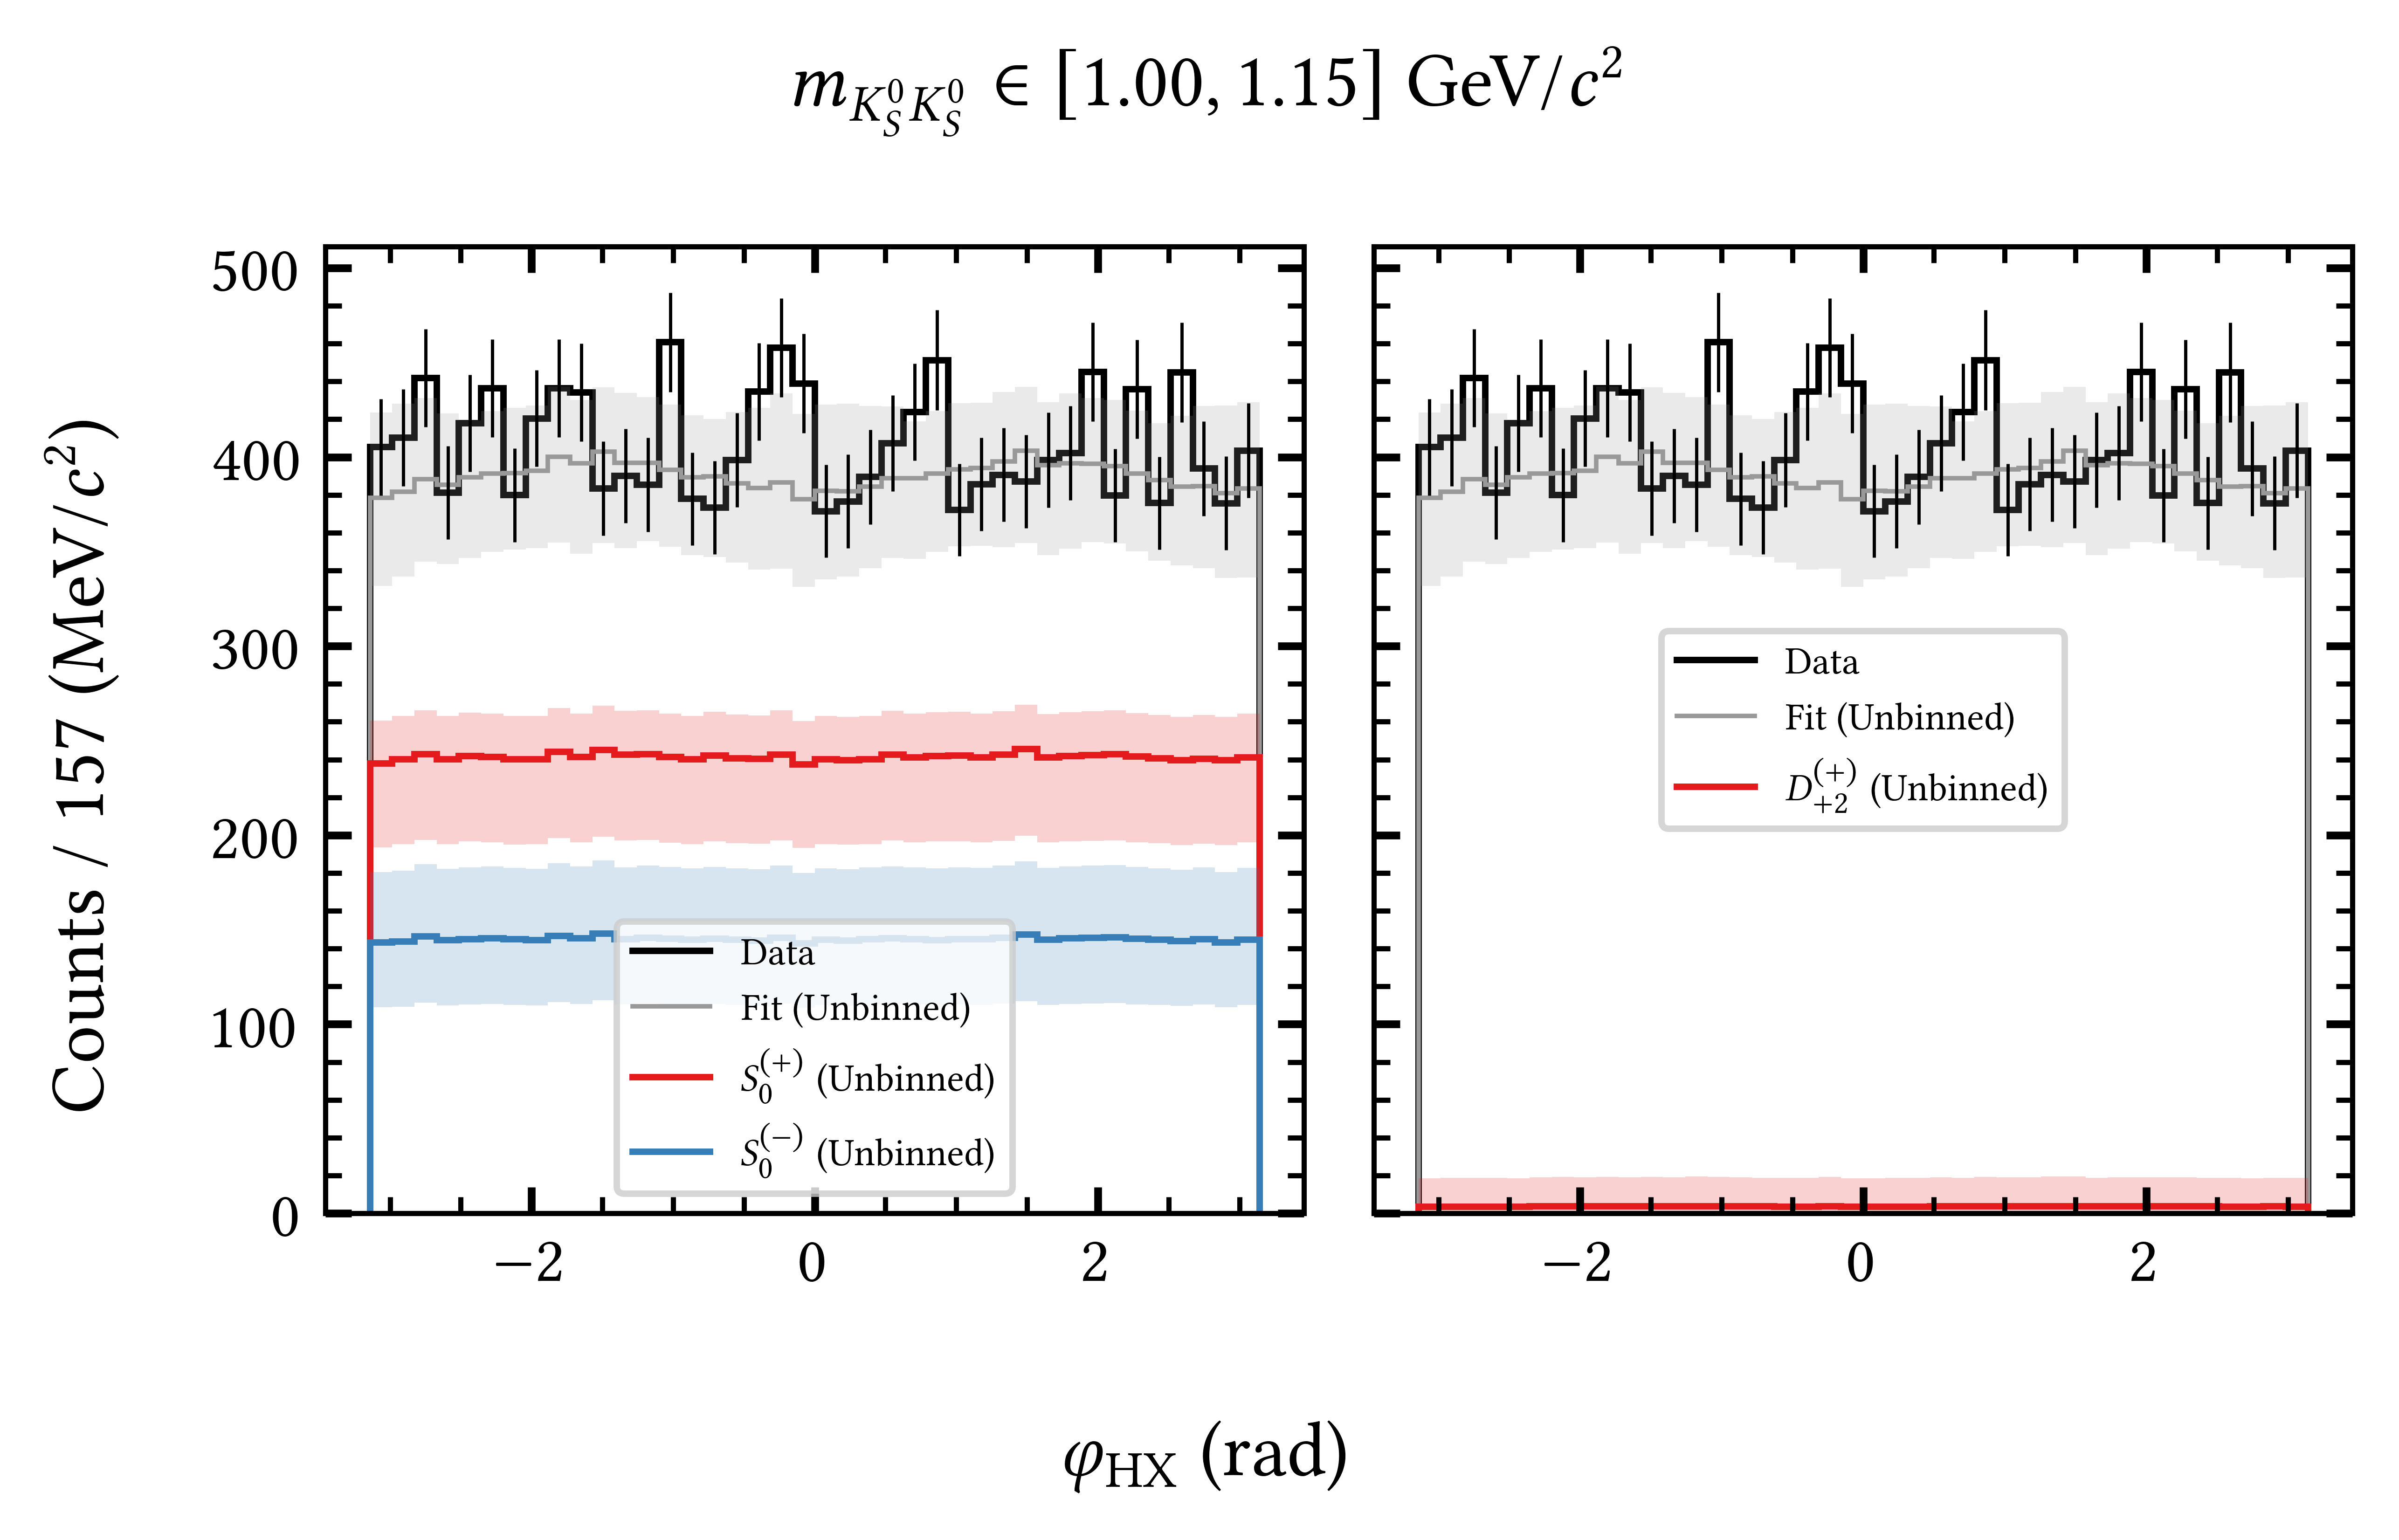 m_{K_S^0 K_S^0} ∈ [1.00, 1.15] GeV/c²
Counts / 157 (MeV/c²)
500
400
300
200
100
0
Data
Fit (Unbinned)
S_0^{(+)} (Unbinned)
S_0^{(−)} (Unbinned)
Data
Fit (Unbinned)
D_{+2}^{(+)} (Unbinned)
−2 0 2
−2 0 2
φ_{HX} (rad)